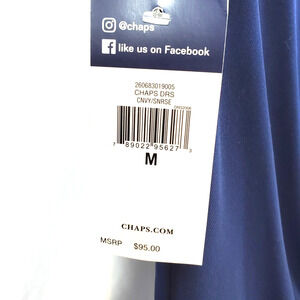 @chaps
like us on Facebook
260683019005
CHAPS DRS
CNVY/SNRSE
7 89022 95627 3
M
CHAPS.COM
MSRP $95.00